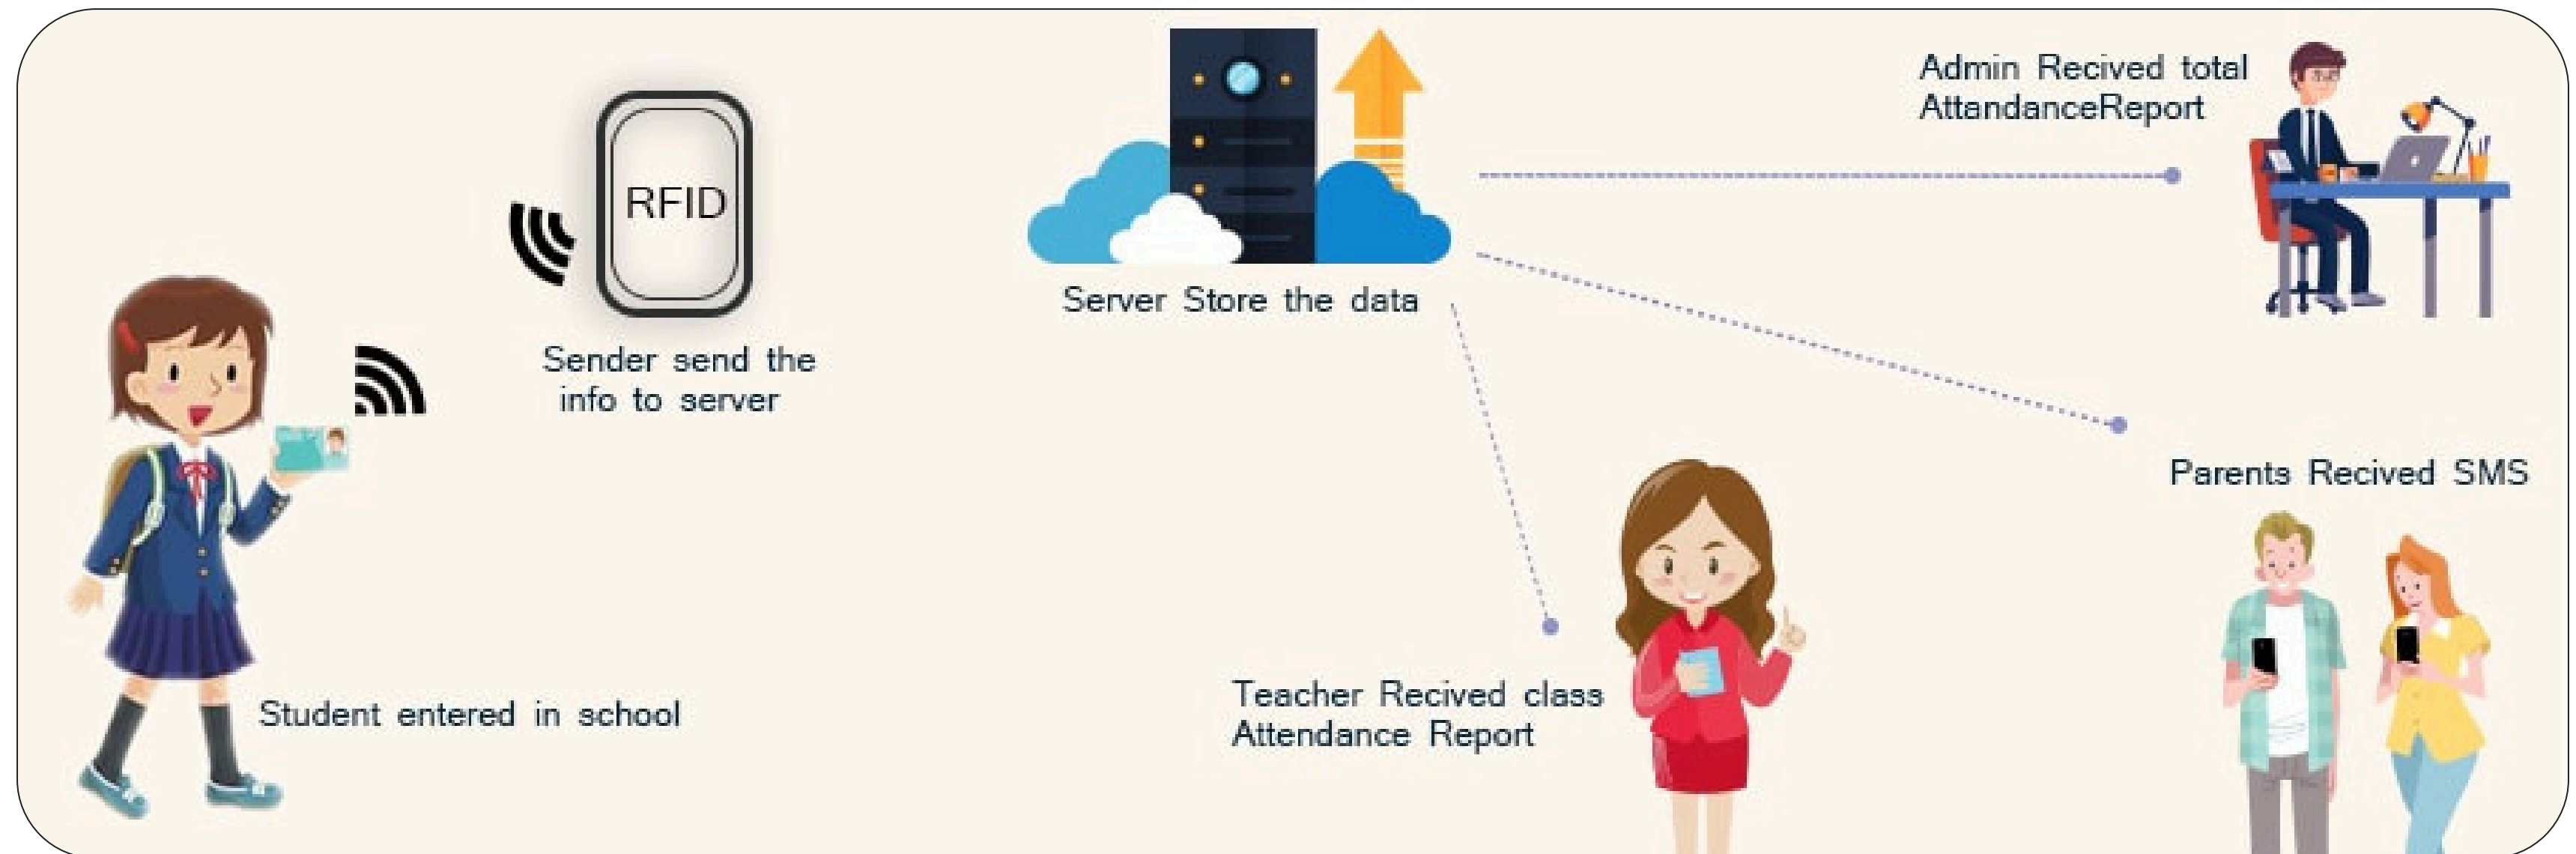 RFID
Sender send the
info to server
Student entered in school
Server Store the data
Admin Recived total
AttandanceReport
Parents Recived SMS
Teacher Recived class
Attendance Report